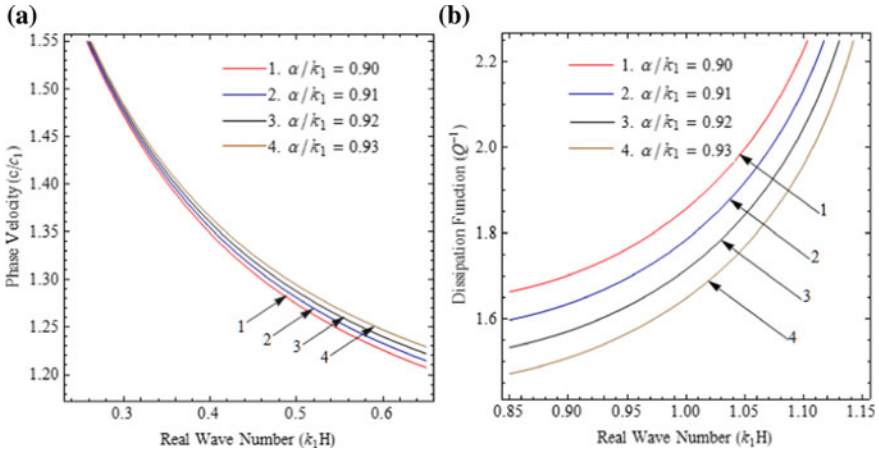 (a)
1.55
1.50
1.45
1.40
1.35
1.30
1.25
1.20
Phase Velocity (c/c₁)
1. α/k₁ = 0.90
2. α/k₁ = 0.91
3. α/k₁ = 0.92
4. α/k₁ = 0.93
1
2
3
4
0.3 0.4 0.5 0.6
Real Wave Number (k₁H)
(b)
2.2
2.0
1.8
1.6
1.4
Dissipation Function (Q⁻¹)
1. α/k₁ = 0.90
2. α/k₁ = 0.91
3. α/k₁ = 0.92
4. α/k₁ = 0.93
1
2
3
4
0.85 0.90 0.95 1.00 1.05 1.10 1.15
Real Wave Number (k₁H)